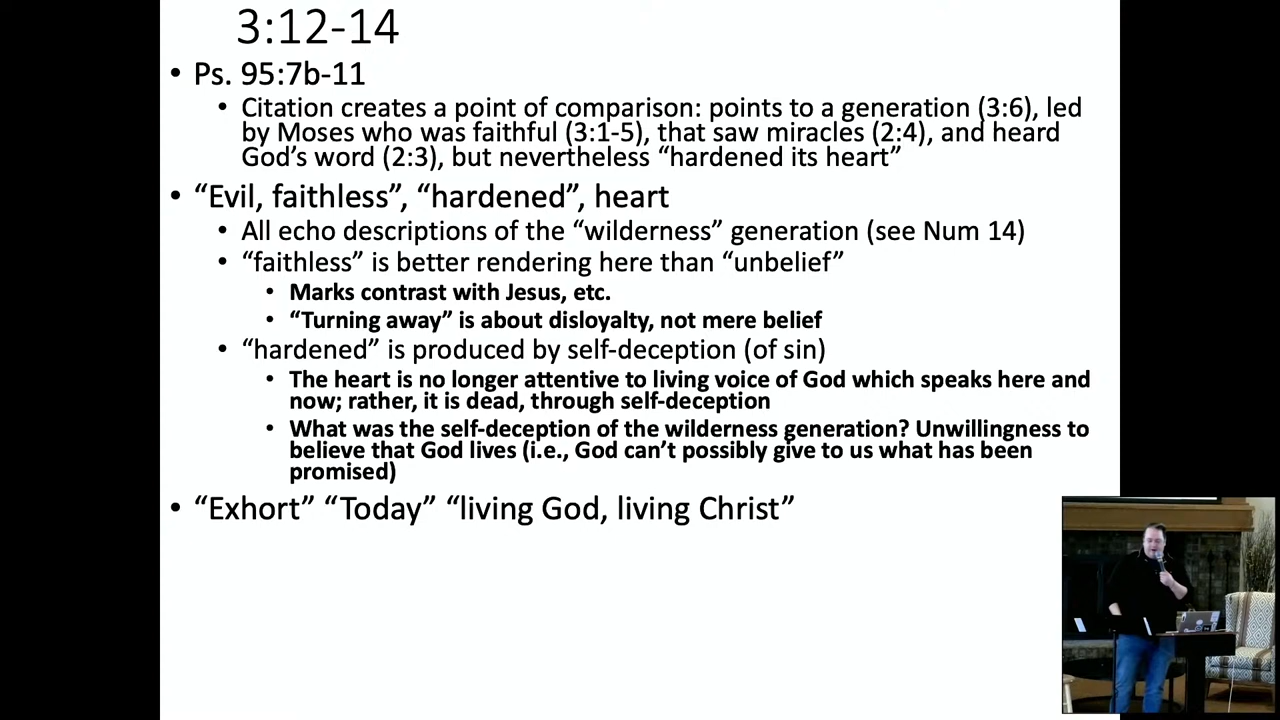 3:12-14
• Ps. 95:7b-11
• Citation creates a point of comparison: points to a generation (3:6), led
by Moses who was faithful (3:1-5), that saw miracles (2:4), and heard
God’s word (2:3), but nevertheless “hardened its heart”
• “Evil, faithless”, “hardened”, heart
• All echo descriptions of the “wilderness” generation (see Num 14)
• “faithless” is better rendering here than “unbelief”
• Marks contrast with Jesus, etc.
• “Turning away” is about disloyalty, not mere belief
• “hardened” is produced by self-deception (of sin)
• The heart is no longer attentive to living voice of God which speaks here and
now; rather, it is dead, through self-deception
• What was the self-deception of the wilderness generation? Unwillingness to
believe that God lives (i.e., God can’t possibly give to us what has been
promised)
• “Exhort” “Today” “living God, living Christ”